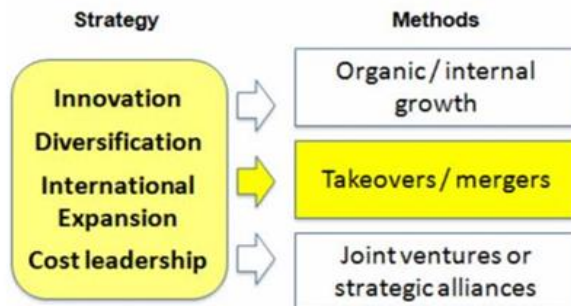 Strategy
Methods
Innovation
Diversification
International
Expansion
Cost leadership
Organic / internal
growth
Takeovers / mergers
Joint ventures or
strategic alliances